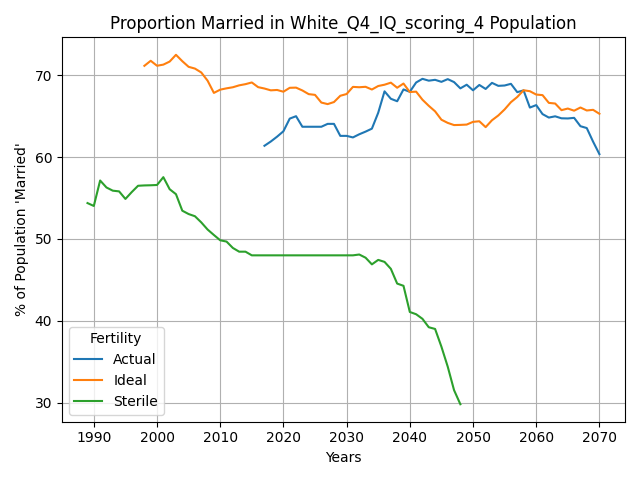 Proportion Married in White_Q4_IQ_scoring_4 Population
% of Population 'Married'
70
60
50
40
30
Fertility
Actual
Ideal
Sterile
1990 2000 2010 2020 2030 2040 2050 2060 2070
Years